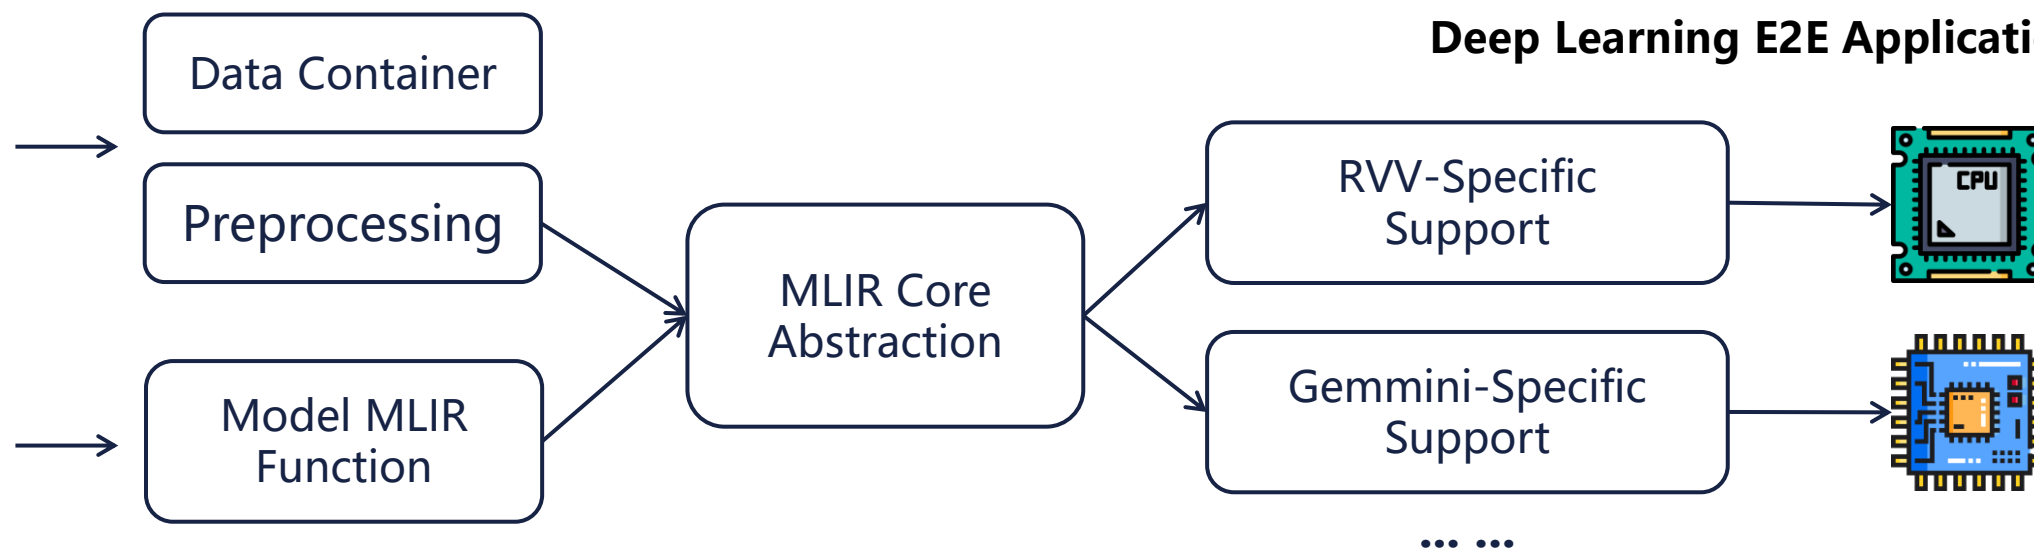 Deep Learning E2E Applicati
Data Container
Preprocessing
Model MLIR
Function
MLIR Core
Abstraction
RVV-Specific
Support
CPU
Gemmini-Specific
Support
... ...